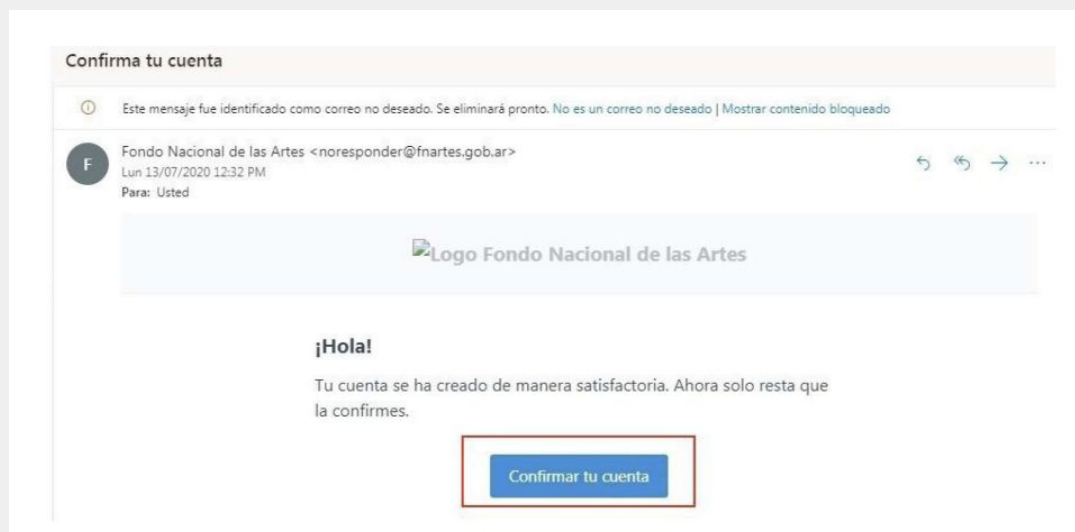 Confirma tu cuenta
Este mensaje fue identificado como correo no deseado. Se eliminará pronto. No es un correo no deseado | Mostrar contenido bloqueado
F
Fondo Nacional de las Artes <noresponder@fnartes.gob.ar>
Lun 13/07/2020 12:32 PM
Para: Usted
Logo Fondo Nacional de las Artes
¡Hola!
Tu cuenta se ha creado de manera satisfactoria. Ahora solo resta que
la confirmes.
Confirmar tu cuenta